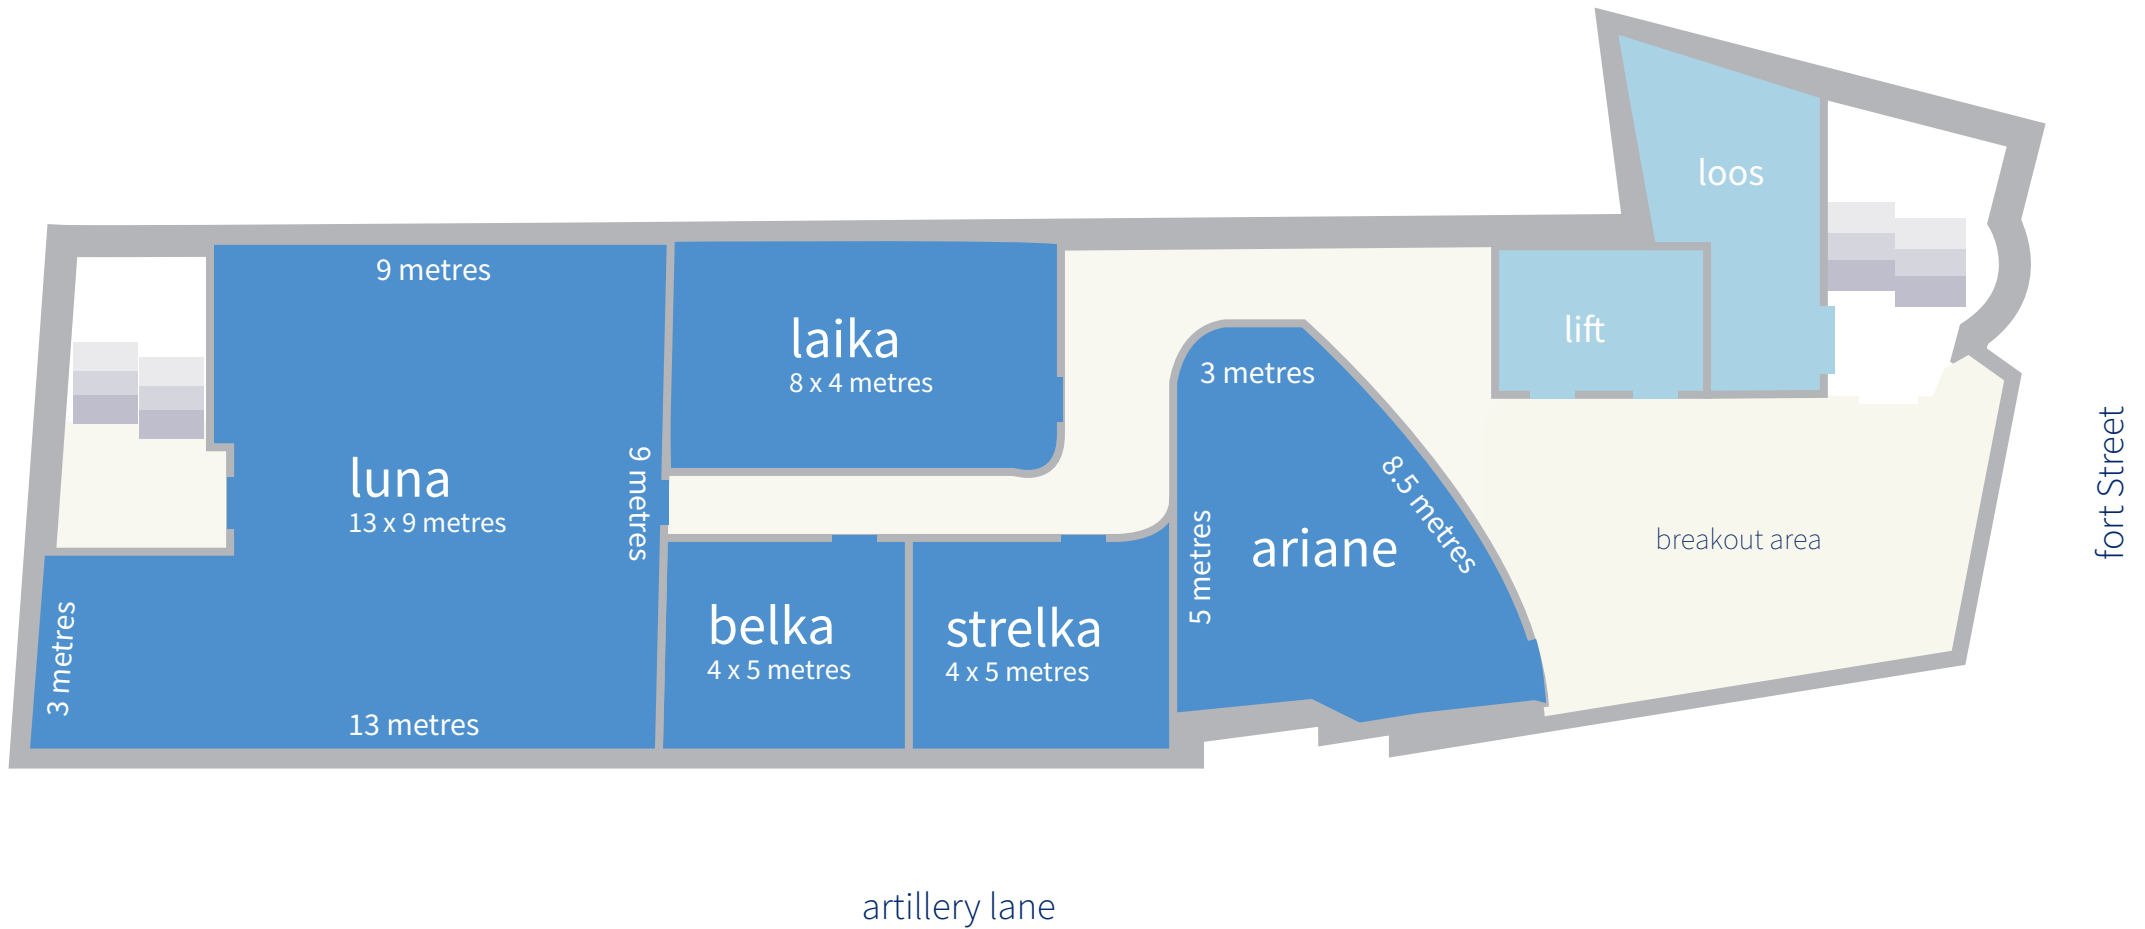 loos
9 metres
laika
8 x 4 metres
lift
3 metres
luna
13 x 9 metres
9 metres
8.5 metres
ariane
5 metres
breakout area
fort Street
belka
4 x 5 metres
strelka
4 x 5 metres
3 metres
13 metres
artillery lane